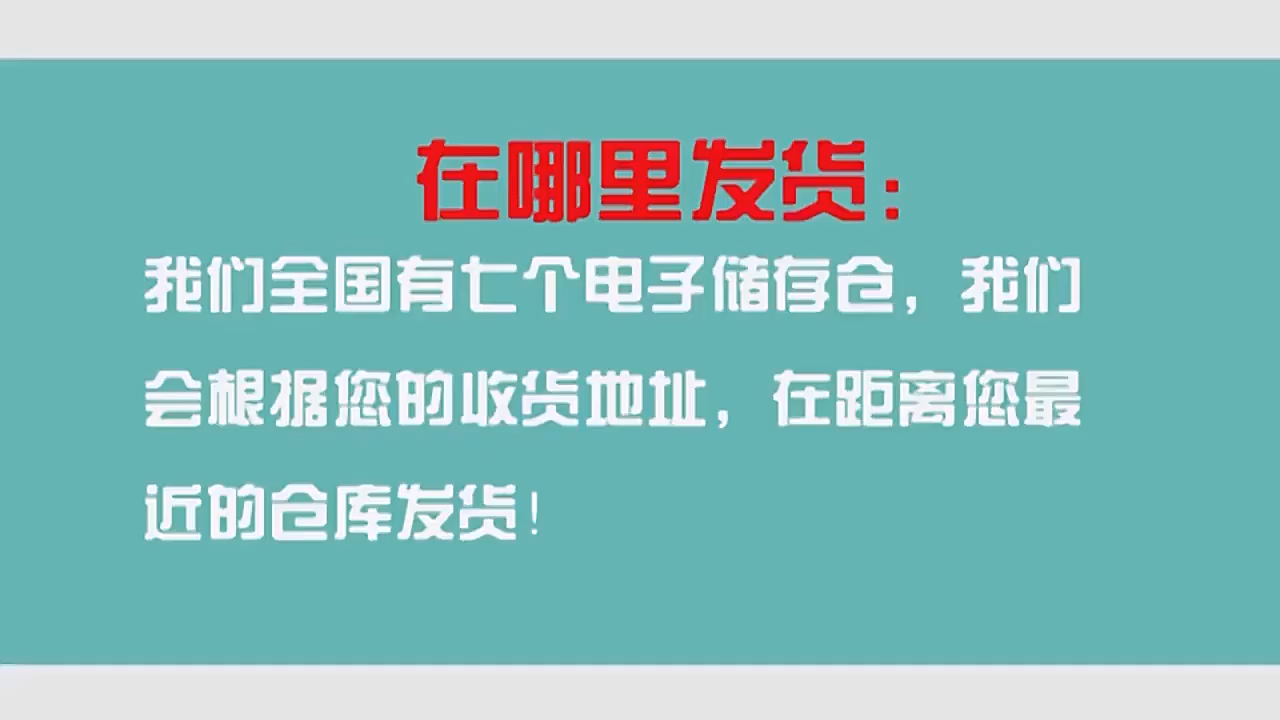 在哪里发货：
我们全国有七个电子储存仓，我们
会根据您的收货地址，在距离您最
近的仓库发货！